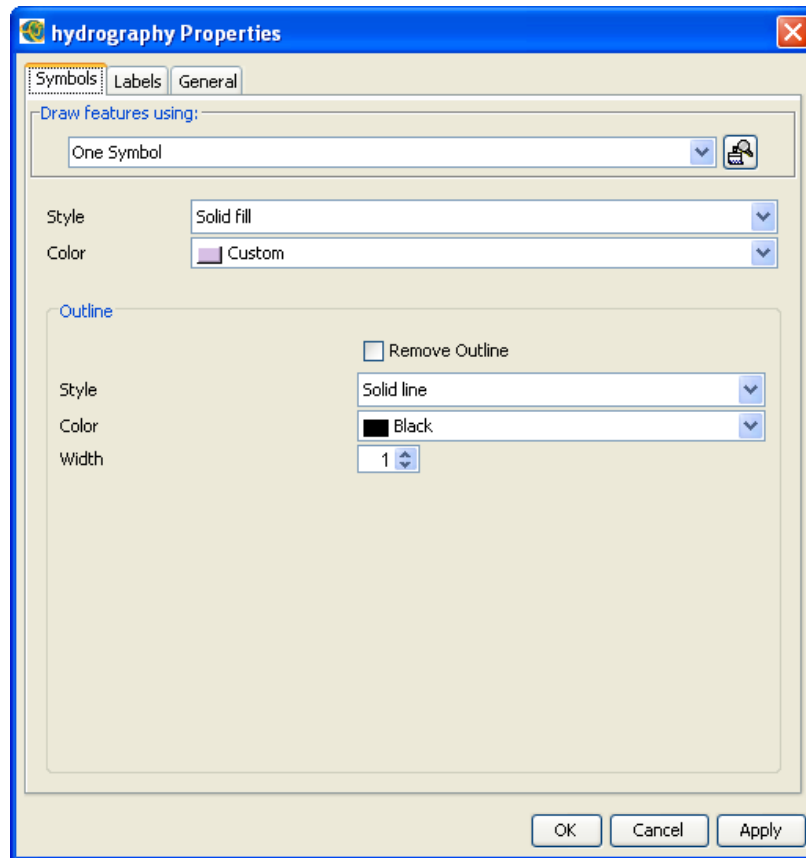 hydrography Properties
Symbols Labels General
Draw features using:
One Symbol
Style Solid fill
Color Custom
Outline
Remove Outline
Style Solid line
Color Black
Width 1
OK Cancel Apply